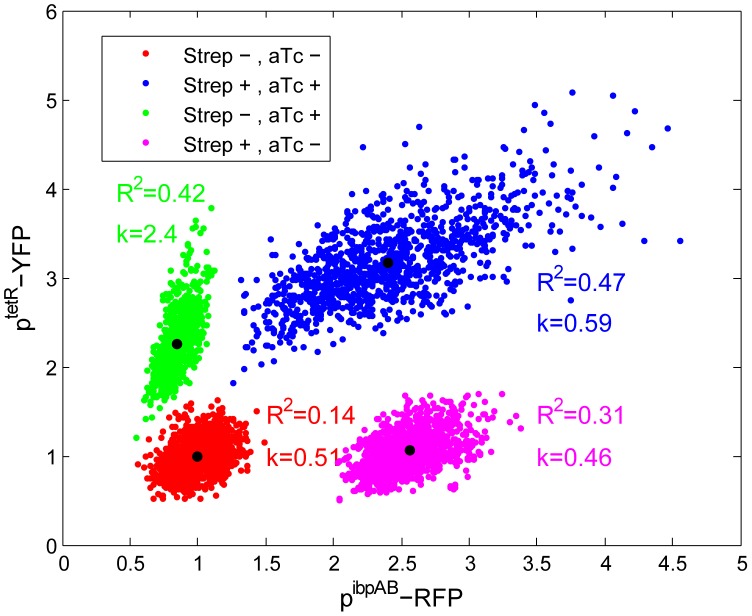 6
5
4
3
2
1
0
p^tetR−YFP
Strep − , aTc −
Strep + , aTc +
Strep − , aTc +
Strep + , aTc −
R²=0.42
k=2.4
R²=0.47
k=0.59
R²=0.14
k=0.51
R²=0.31
k=0.46
0 0.5 1 1.5 2 2.5 3 3.5 4 4.5 5
p^ibpAB−RFP